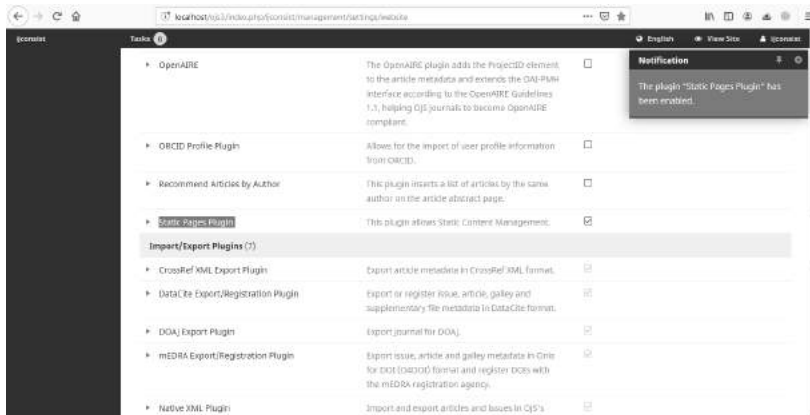 localhost/ojs3/index.php/ijconsist/management/settings/website
ijconsist Tasks 0 English View Site ijconsist
Notification
The plugin "Static Pages Plugin" has
been enabled.
OpenAIRE The OpenAIRE plugin adds the ProjectID element
to the article metadata and extends the OAI-PMH
interface according to the OpenAIRE Guidelines
1.1, helping OJS journals to become OpenAIRE
compliant.
ORCID Profile Plugin Allows for the import of user profile information
from ORCID.
Recommend Articles by Author This plugin inserts a list of articles by the same
author on the article abstract page.
Static Pages Plugin This plugin allows Static Content Management.
Import/Export Plugins (7)
CrossRef XML Export Plugin Export article metadata in CrossRef XML format.
DataCite Export/Registration Plugin Export or register issue, article, galley and
supplementary file metadata in DataCite format.
DOAJ Export Plugin Export Journal for DOAJ.
mEDRA Export/Registration Plugin Export issue, article and galley metadata in Onix
for DOI (O4DOI) format and register DOIs with
the mEDRA registration agency.
Native XML Plugin Import and export articles and issues in OJS's